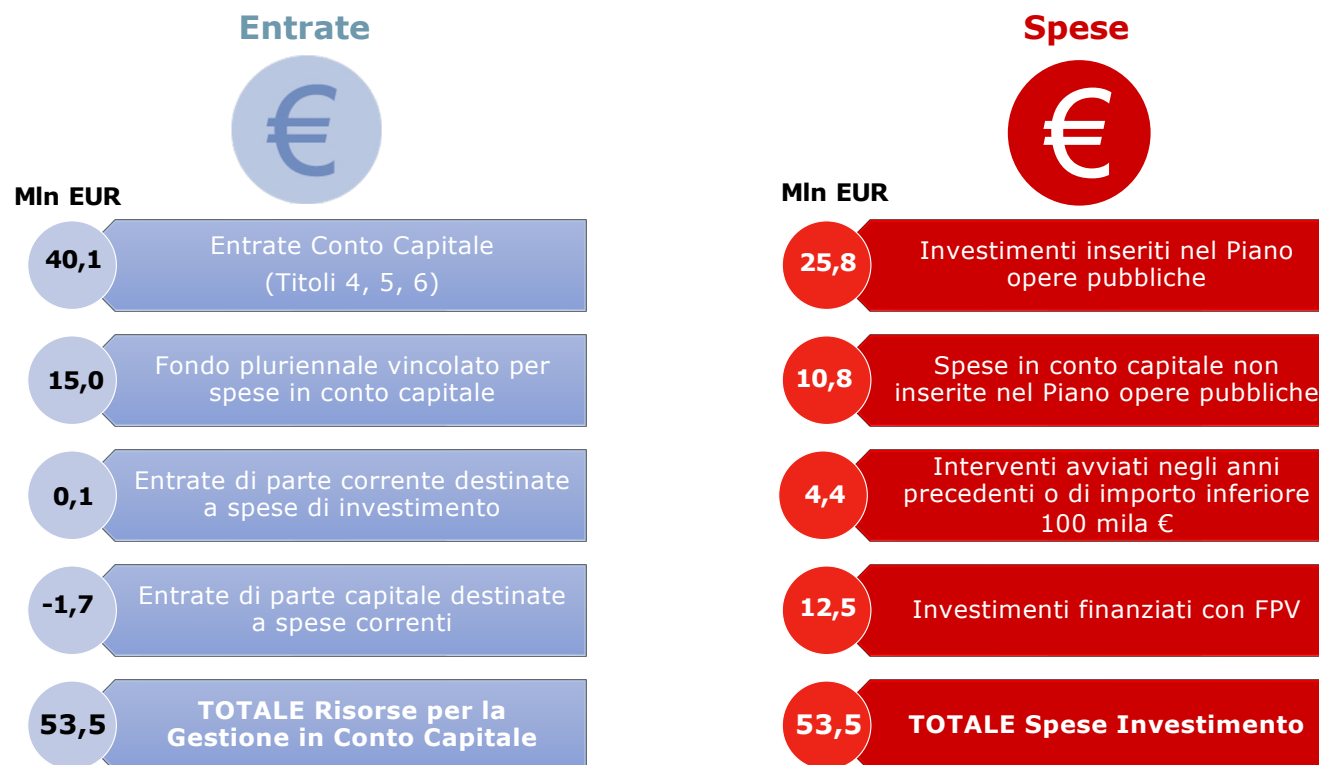 Entrate
€
Mln EUR
40,1
Entrate Conto Capitale
(Titoli 4, 5, 6)
15,0
Fondo pluriennale vincolato per
spese in conto capitale
0,1
Entrate di parte corrente destinate
a spese di investimento
-1,7
Entrate di parte capitale destinate
a spese correnti
53,5
TOTALE Risorse per la
Gestione in Conto Capitale
Spese
€
Mln EUR
25,8
Investimenti inseriti nel Piano
opere pubbliche
10,8
Spese in conto capitale non
inserite nel Piano opere pubbliche
4,4
Interventi avviati negli anni
precedenti o di importo inferiore
100 mila €
12,5
Investimenti finanziati con FPV
53,5
TOTALE Spese Investimento